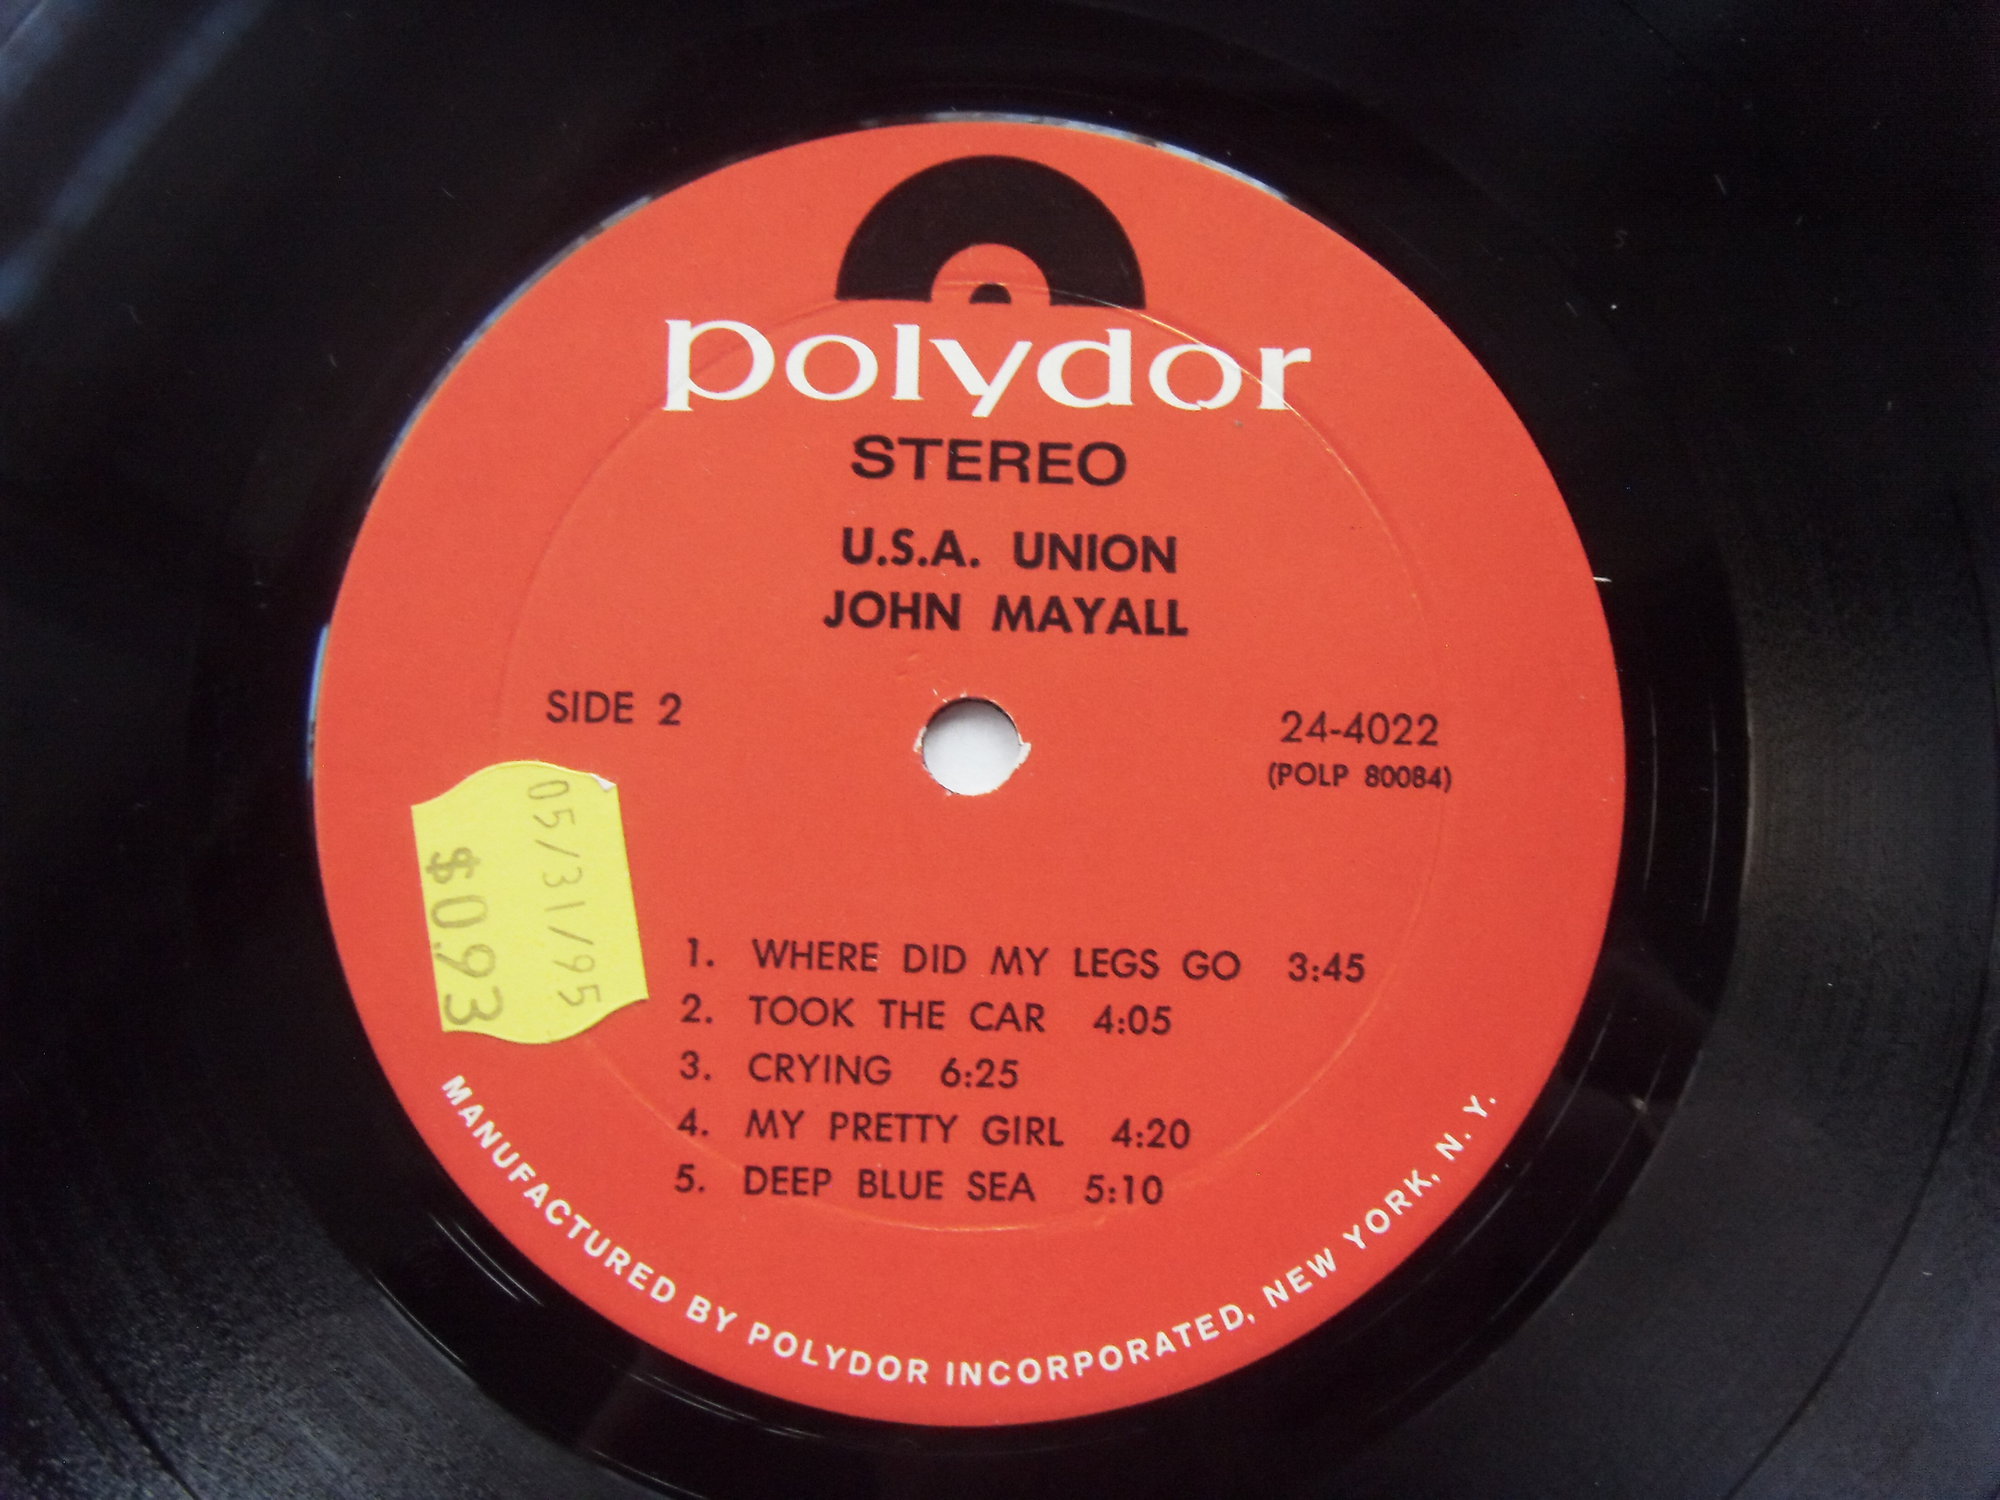 polydor
STEREO
U.S.A. UNION
JOHN MAYALL
SIDE 2
24-4022
(POLP 80084)
05/31/95
$0.93
1. WHERE DID MY LEGS GO 3:45
2. TOOK THE CAR 4:05
3. CRYING 6:25
4. MY PRETTY GIRL 4:20
5. DEEP BLUE SEA 5:10
MANUFACTURED BY POLYDOR INCORPORATED, NEW YORK, N. Y.